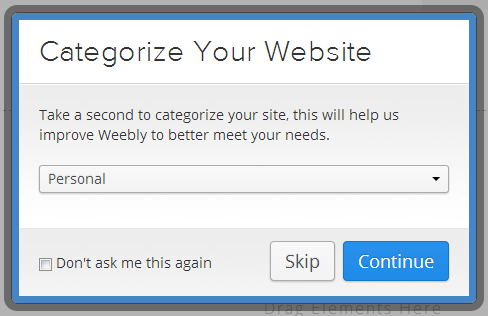 Categorize Your Website
Take a second to categorize your site, this will help us
improve Weebly to better meet your needs.
Personal
Don't ask me this again
Skip
Continue
Drag Elements Here